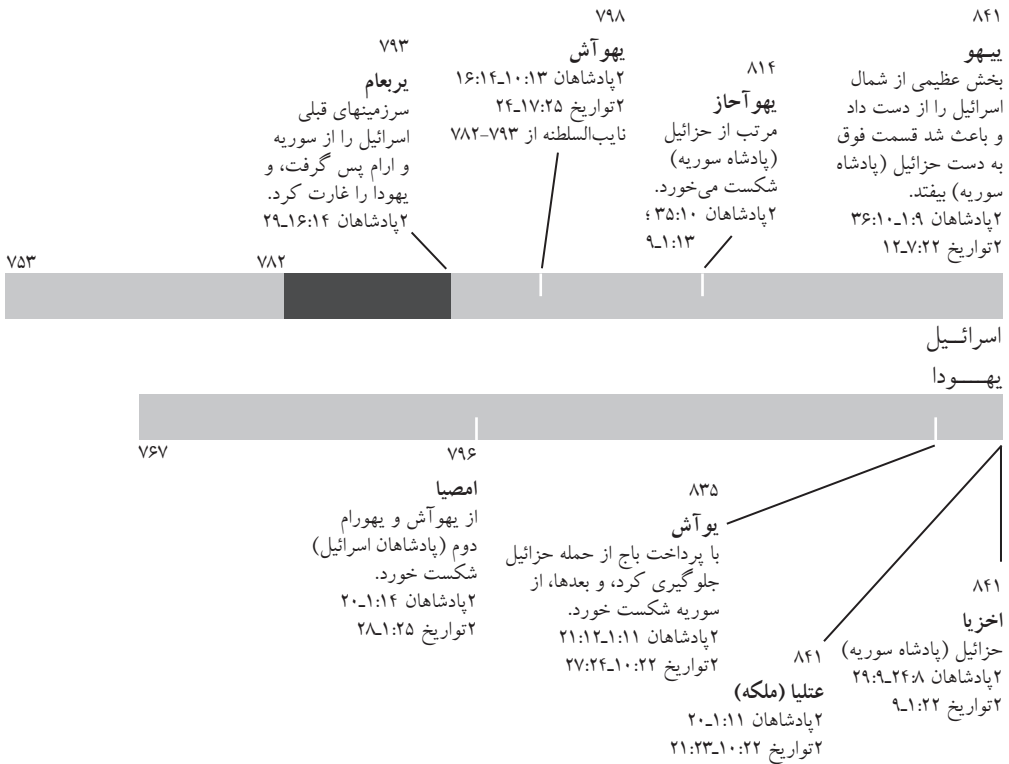 ۸۴۱
ییـهو
بخش عظیمی از شمال
اسرائیل را از دست داد
و باعث شد قسمت فوق
به دست حزائیل (پادشاه
سوریه) بیفتد.
۲پادشاهان ۱:۹ـ۳۶:۱۰
۲تواریخ ۷:۲۲ـ۱۲
۸۱۴
یهوآحاز
مرتب از حزائیل
(پادشاه سوریه)
شکست می‌خورد.
۲پادشاهان ۳۵:۱۰ ؛
۱:۱۳ـ۹
۷۹۸
یهوآش
۲پادشاهان ۱۰:۱۳ـ۱۶:۱۴
۲تواریخ ۱۷:۲۵ـ۲۴
نایب‌السلطنه از ۷۹۳-۷۸۲
۷۹۳
یربعام
سرزمینهای قبلی
اسرائیل را از سوریه
و ارام پس گرفت، و
یهودا را غارت کرد.
۲پادشاهان ۱۶:۱۴ـ۲۹
۷۸۲
۷۵۳
اسرائـــیل
یهـــــودا
۷۹۶
۷۶۷
۸۴۱
اخزیا
حزائیل (پادشاه سوریه)
۲پادشاهان ۲۴:۸ـ۲۹:۹
۲تواریخ ۱:۲۲ـ۹
۸۴۱
عتلیا (ملکه)
۲پادشاهان ۱:۱۱ـ۲۰
۲تواریخ ۱۰:۲۲ـ۲۱:۲۳
۸۳۵
یوآش
با پرداخت باج از حمله حزائیل
جلوگیری کرد، و بعدها، از
سوریه شکست خورد.
۲پادشاهان ۱:۱۱ـ۲۱:۱۲
۲تواریخ ۱۰:۲۲ـ۲۷:۲۴
امصیا
از یهوآش و یهورام
دوم (پادشاهان اسرائیل)
شکست خورد.
۲پادشاهان ۱:۱۴ـ۲۰
۲تواریخ ۱:۲۵ـ۲۸